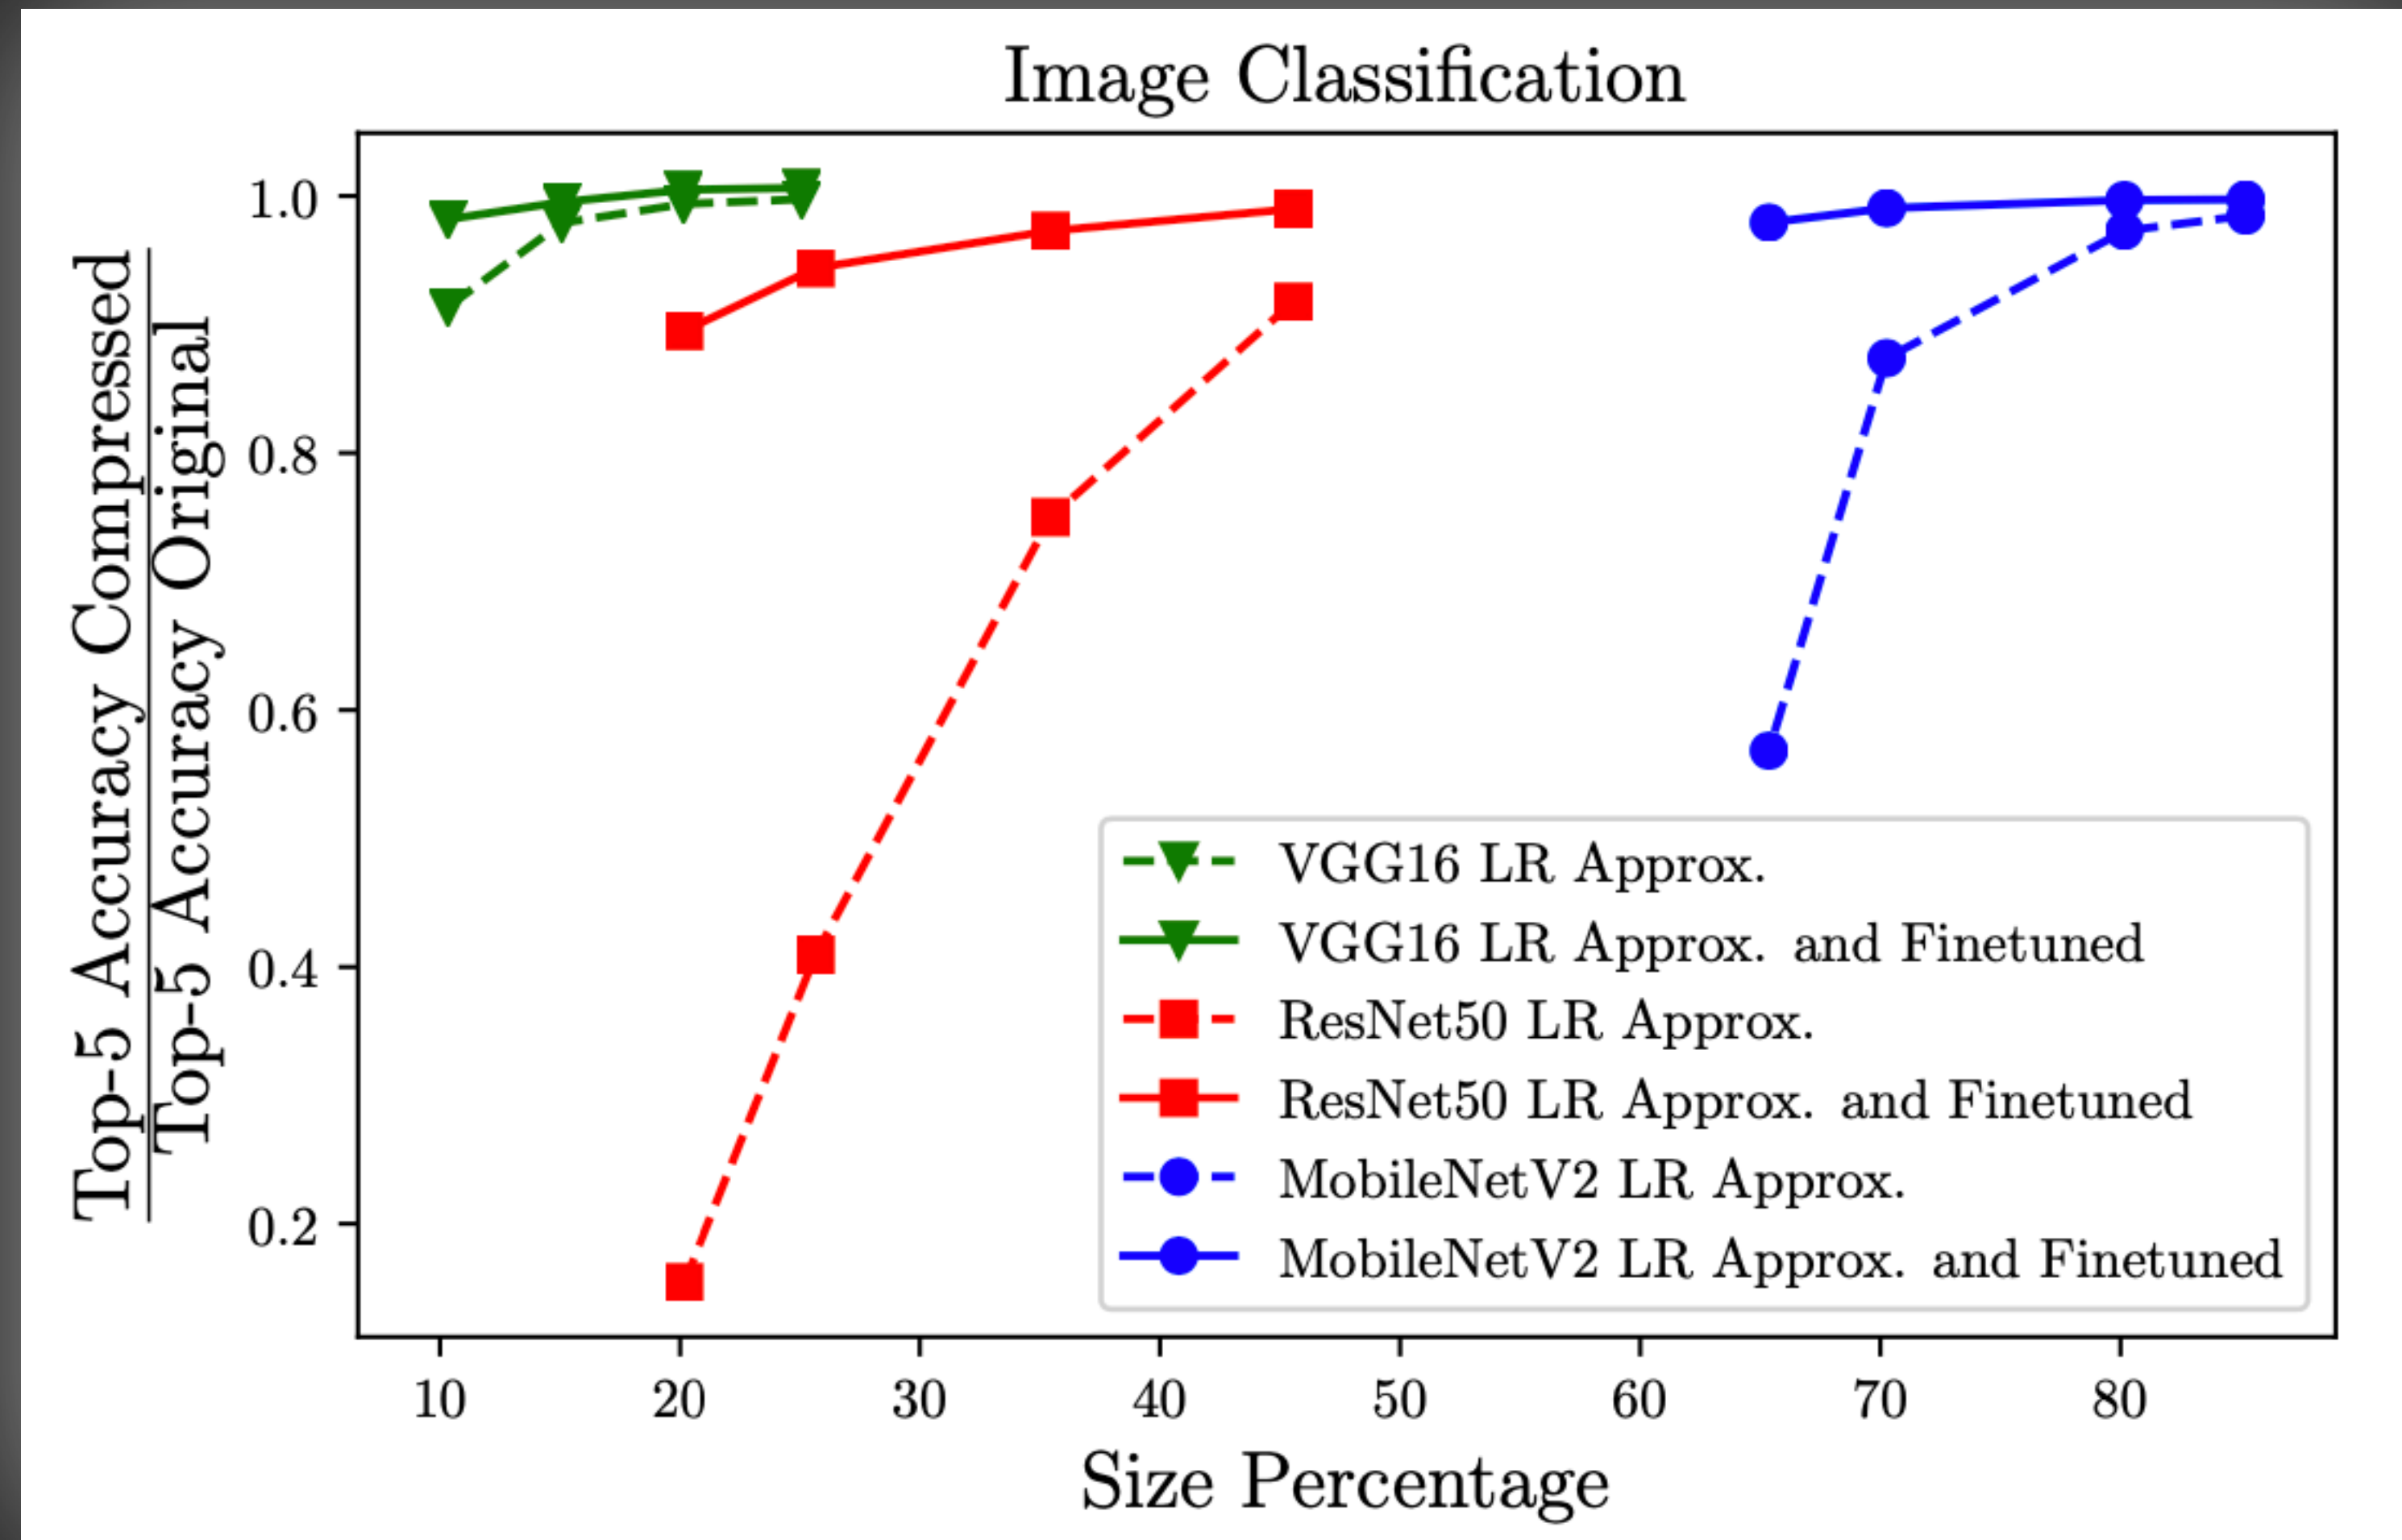 Image Classification
Top-5 Accuracy Compressed
Top-5 Accuracy Original
1.0
0.8
0.6
0.4
0.2
VGG16 LR Approx.
VGG16 LR Approx. and Finetuned
ResNet50 LR Approx.
ResNet50 LR Approx. and Finetuned
MobileNetV2 LR Approx.
MobileNetV2 LR Approx. and Finetuned
10 20 30 40 50 60 70 80
Size Percentage